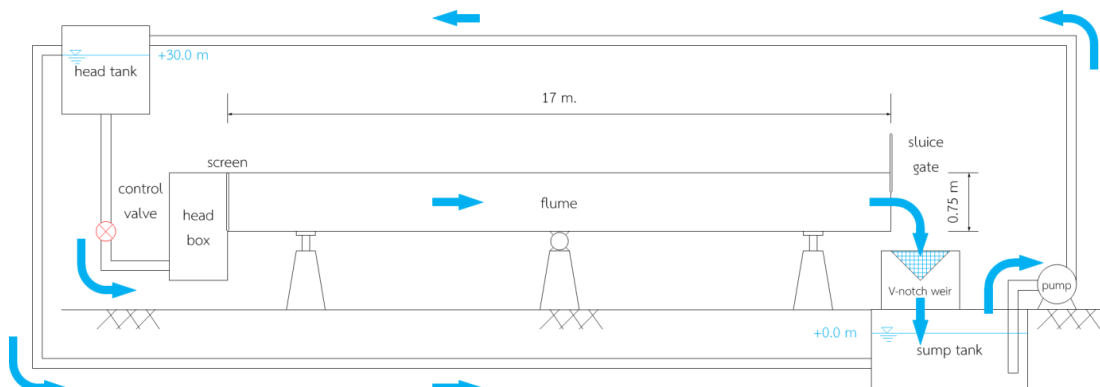 +30.0 m
head tank
17 m.
sluice
gate
screen
control
valve
head
box
flume
0.75 m
V-notch weir
pump
+0.0 m
sump tank